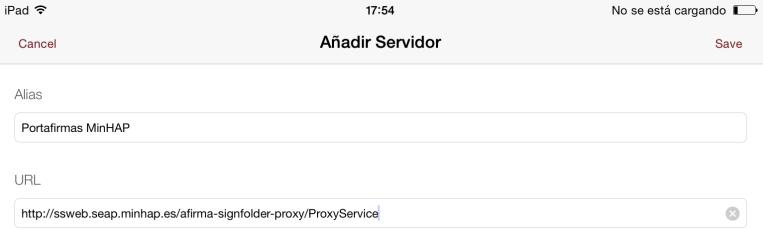 iPad 17:54 No se está cargando
Cancel Añadir Servidor Save
Alias
Portafirmas MinHAP
URL
http://ssweb.seap.minhap.es/afirma-signfolder-proxy/ProxyService